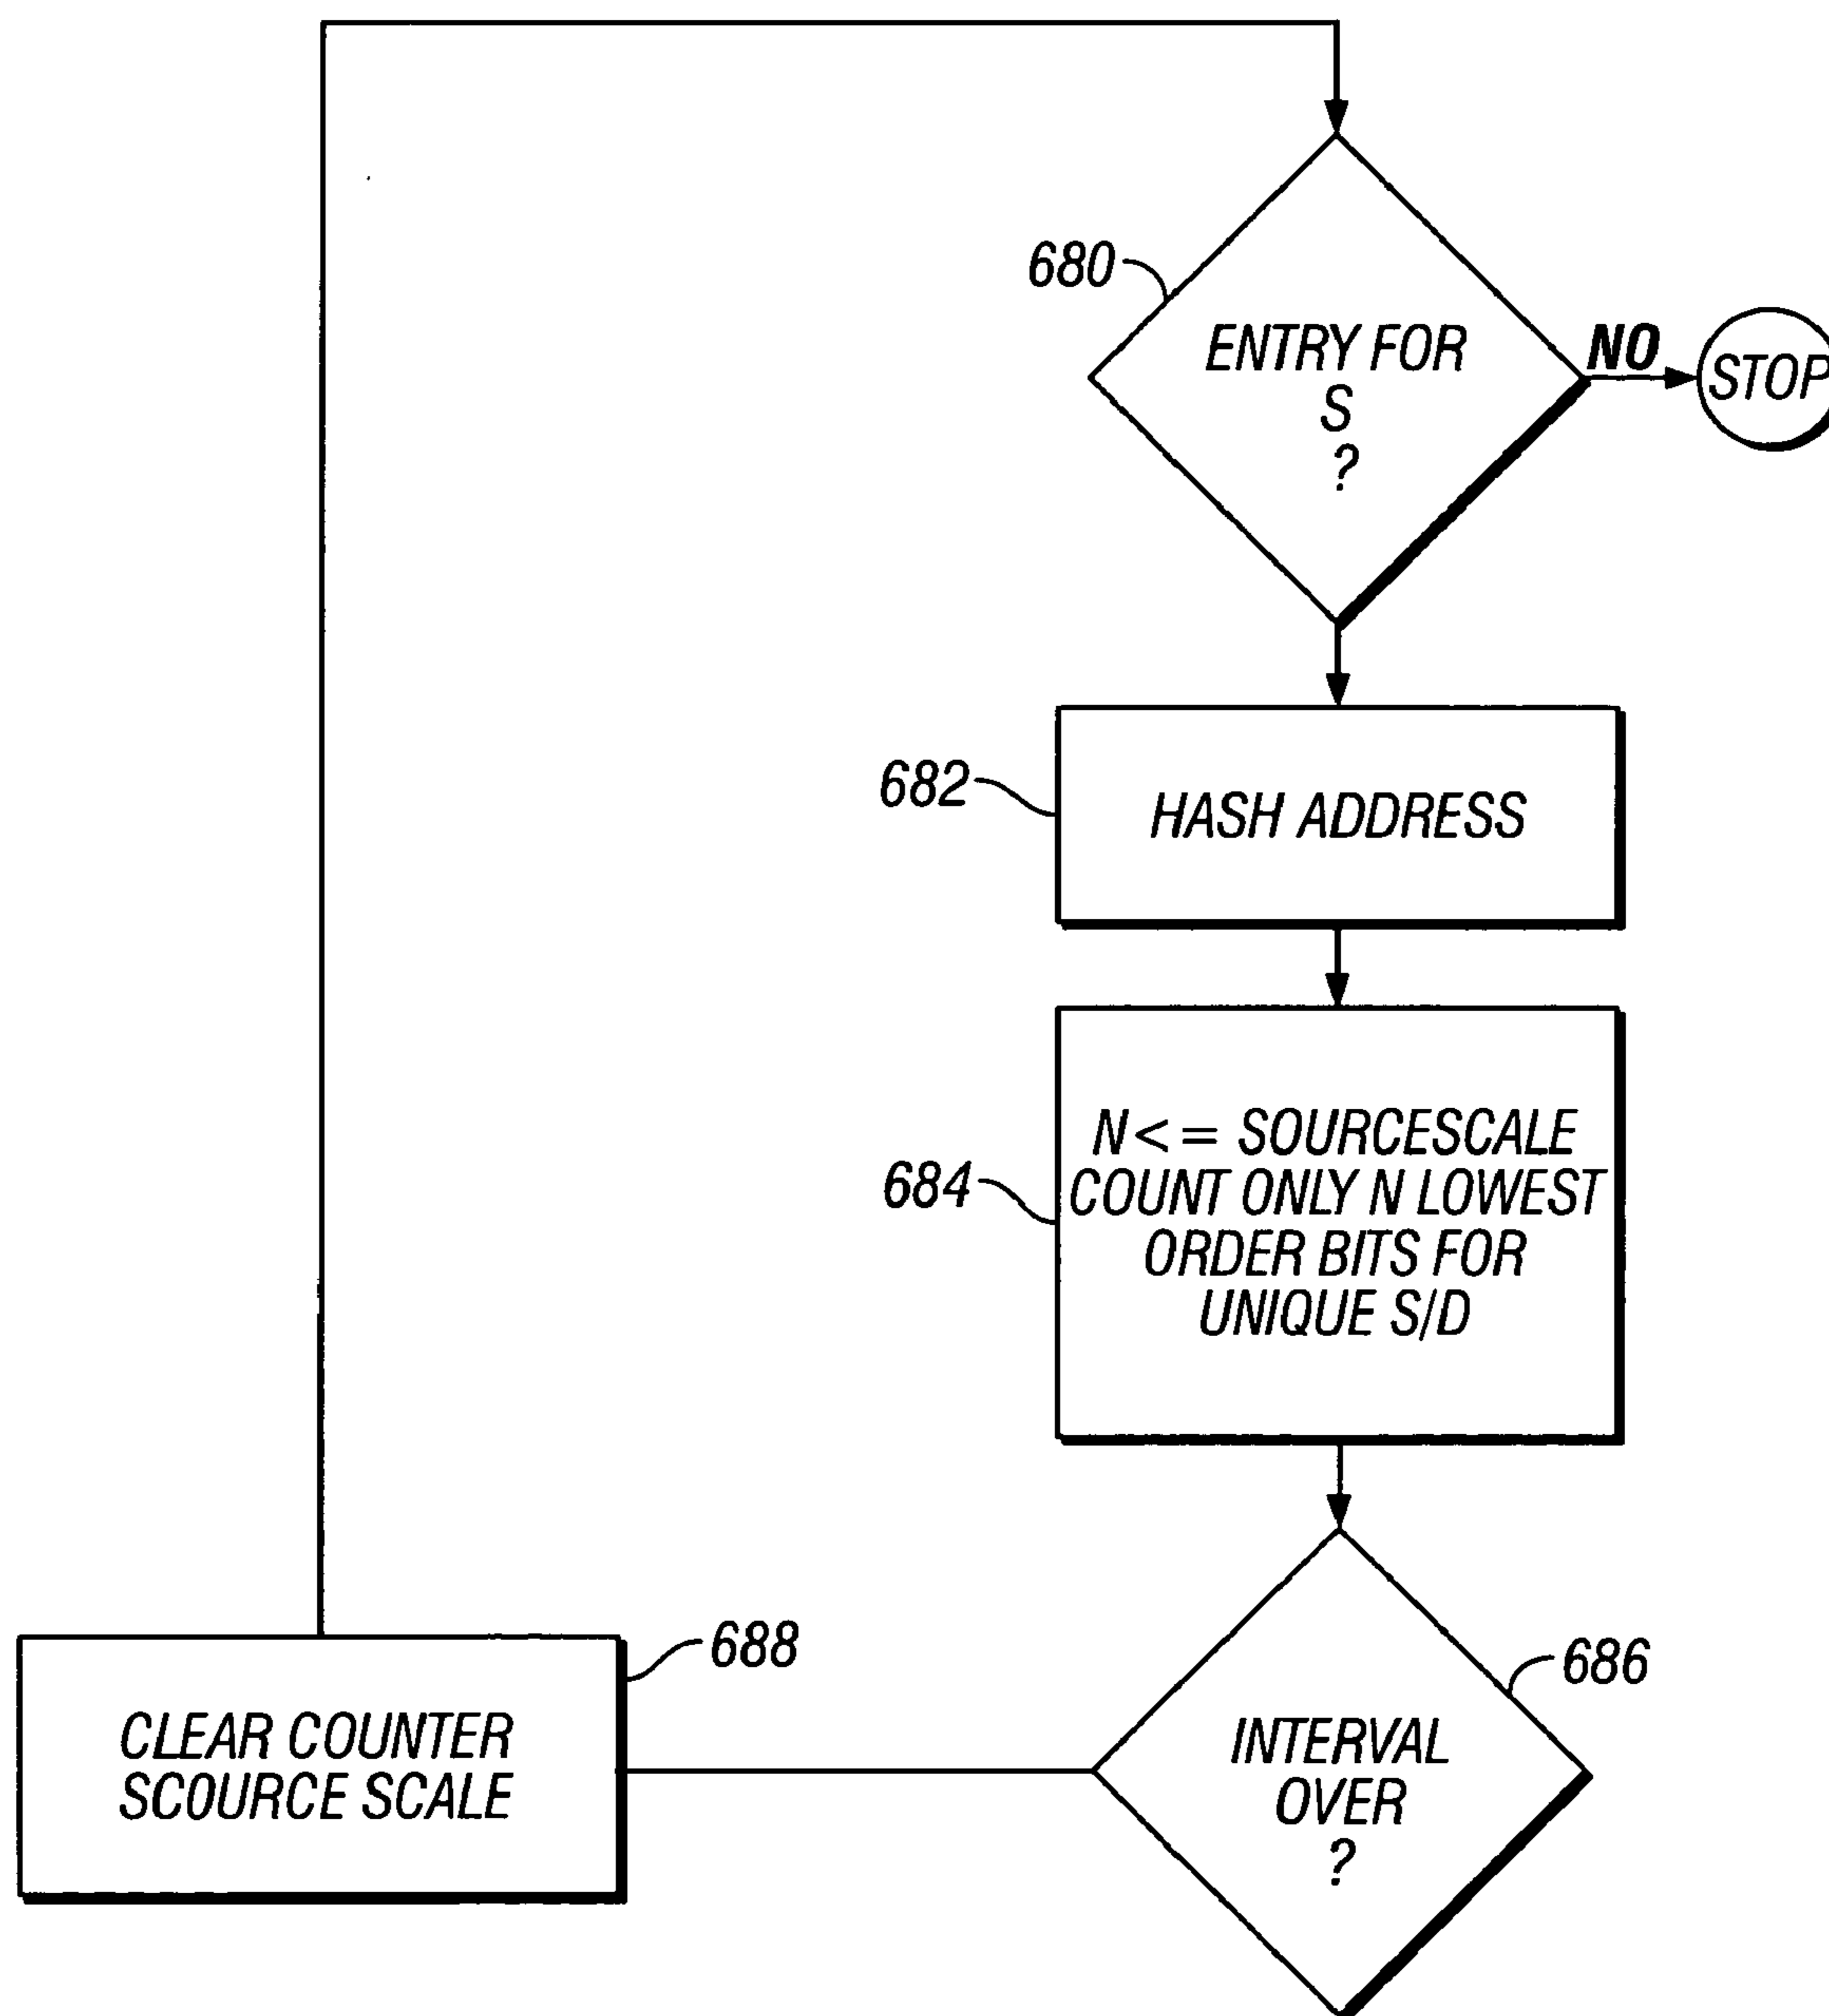 680
ENTRY FOR
S
?
NO
STOP
682
HASH ADDRESS
684
N < = SOURCESCALE
COUNT ONLY N LOWEST
ORDER BITS FOR
UNIQUE S/D
688
CLEAR COUNTER
SCOURCE SCALE
686
INTERVAL
OVER
?